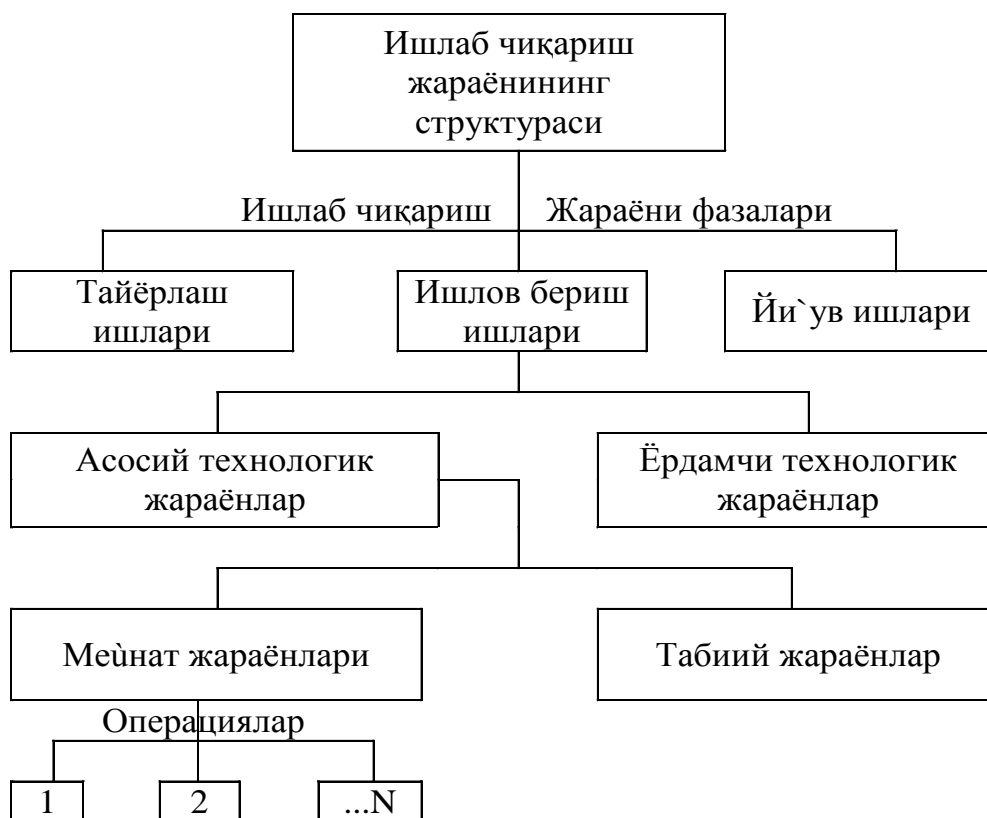 Ишлаб чиқариш
жараёнининг
структураси
Ишлаб чиқариш Жараёни фазалари
Тайёрлаш
ишлари
Ишлов бериш
ишлари
Йи`ув ишлари
Асосий технологик
жараёнлар
Ёрдамчи технологик
жараёнлар
Меùнат жараёнлари
Табиий жараёнлар
Операциялар
1 2 ...N